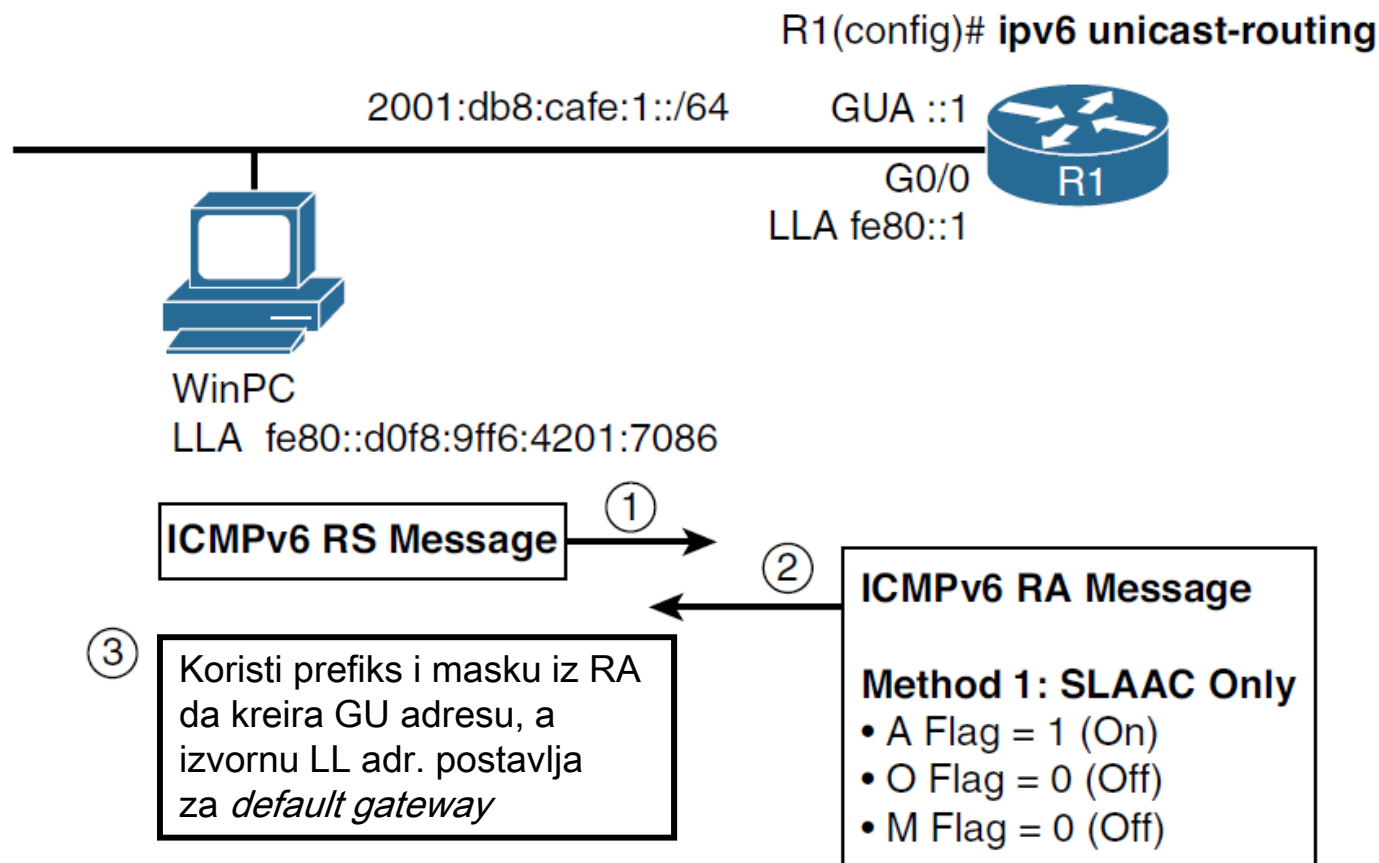 R1(config)# ipv6 unicast-routing
2001:db8:cafe:1::/64
GUA ::1
G0/0
R1
LLA fe80::1
WinPC
LLA fe80::d0f8:9ff6:4201:7086
ICMPv6 RS Message
1
2
ICMPv6 RA Message
Method 1: SLAAC Only
• A Flag = 1 (On)
• O Flag = 0 (Off)
• M Flag = 0 (Off)
3
Koristi prefiks i masku iz RA
da kreira GU adresu, a
izvornu LL adr. postavlja
za default gateway